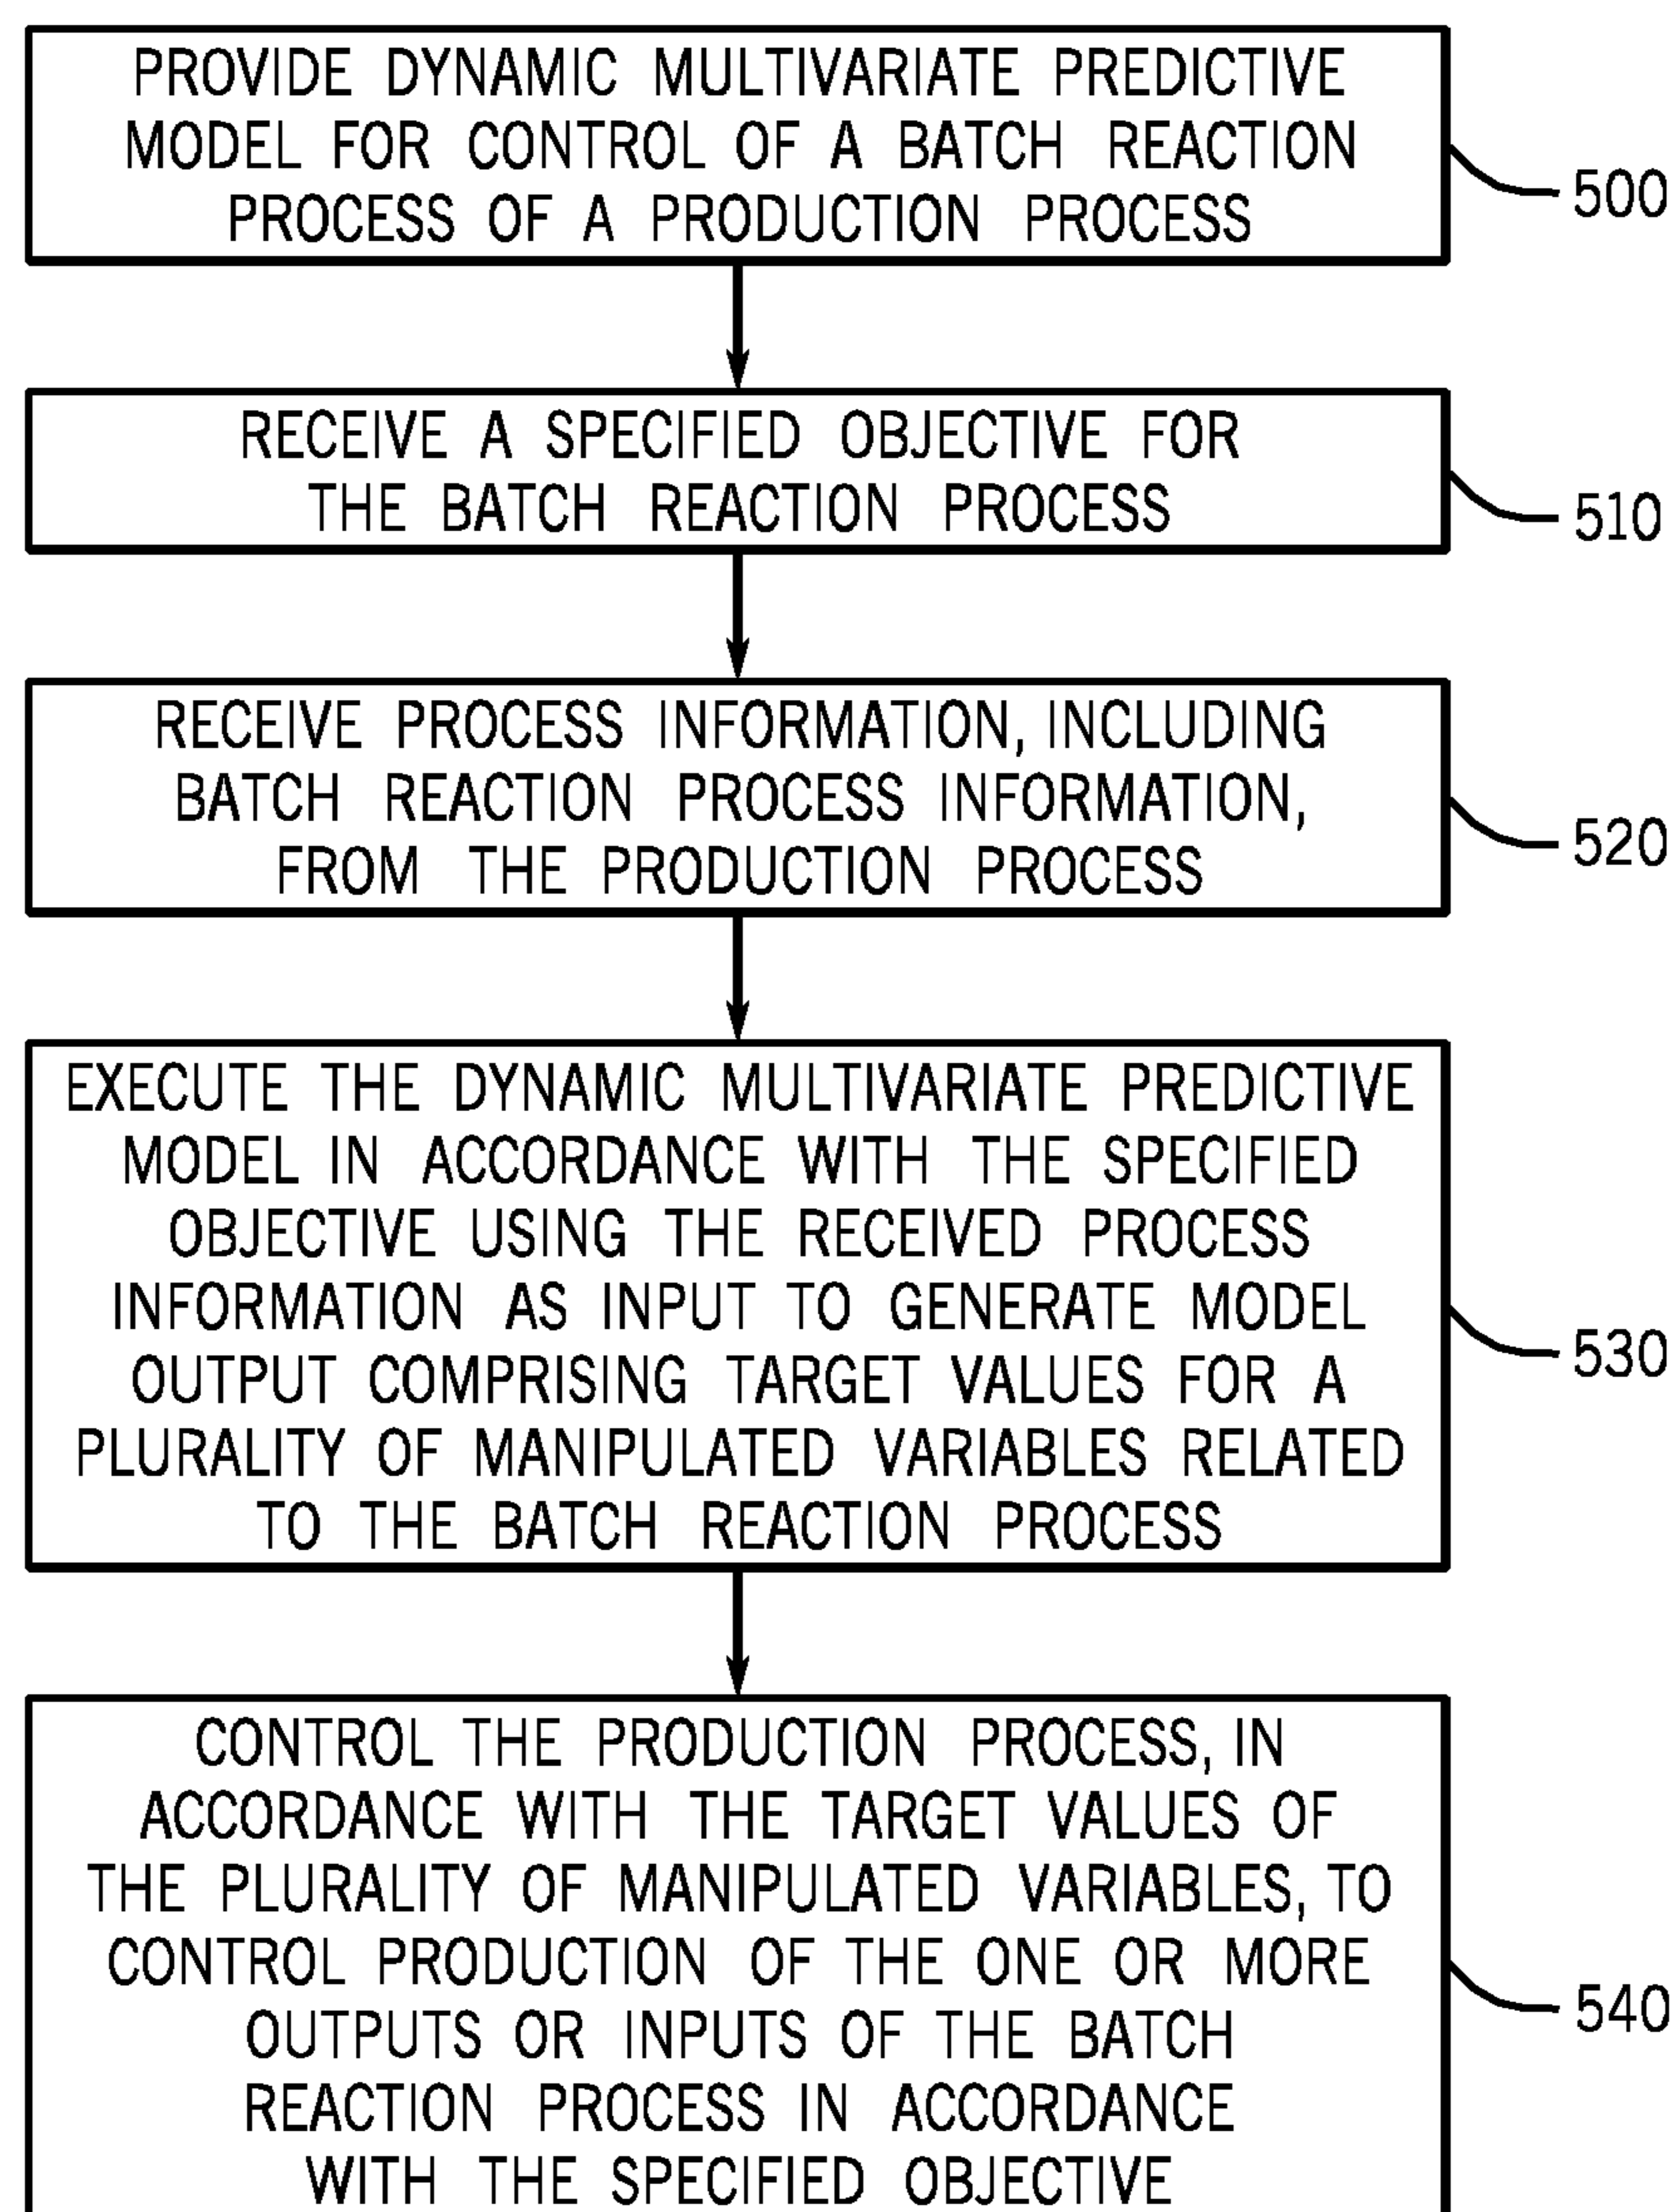 PROVIDE DYNAMIC MULTIVARIATE PREDICTIVE
MODEL FOR CONTROL OF A BATCH REACTION
PROCESS OF A PRODUCTION PROCESS
500
RECEIVE A SPECIFIED OBJECTIVE FOR
THE BATCH REACTION PROCESS
510
RECEIVE PROCESS INFORMATION, INCLUDING
BATCH REACTION PROCESS INFORMATION,
FROM THE PRODUCTION PROCESS
520
EXECUTE THE DYNAMIC MULTIVARIATE PREDICTIVE
MODEL IN ACCORDANCE WITH THE SPECIFIED
OBJECTIVE USING THE RECEIVED PROCESS
INFORMATION AS INPUT TO GENERATE MODEL
OUTPUT COMPRISING TARGET VALUES FOR A
PLURALITY OF MANIPULATED VARIABLES RELATED
TO THE BATCH REACTION PROCESS
530
CONTROL THE PRODUCTION PROCESS, IN
ACCORDANCE WITH THE TARGET VALUES OF
THE PLURALITY OF MANIPULATED VARIABLES, TO
CONTROL PRODUCTION OF THE ONE OR MORE
OUTPUTS OR INPUTS OF THE BATCH
REACTION PROCESS IN ACCORDANCE
WITH THE SPECIFIED OBJECTIVE
540